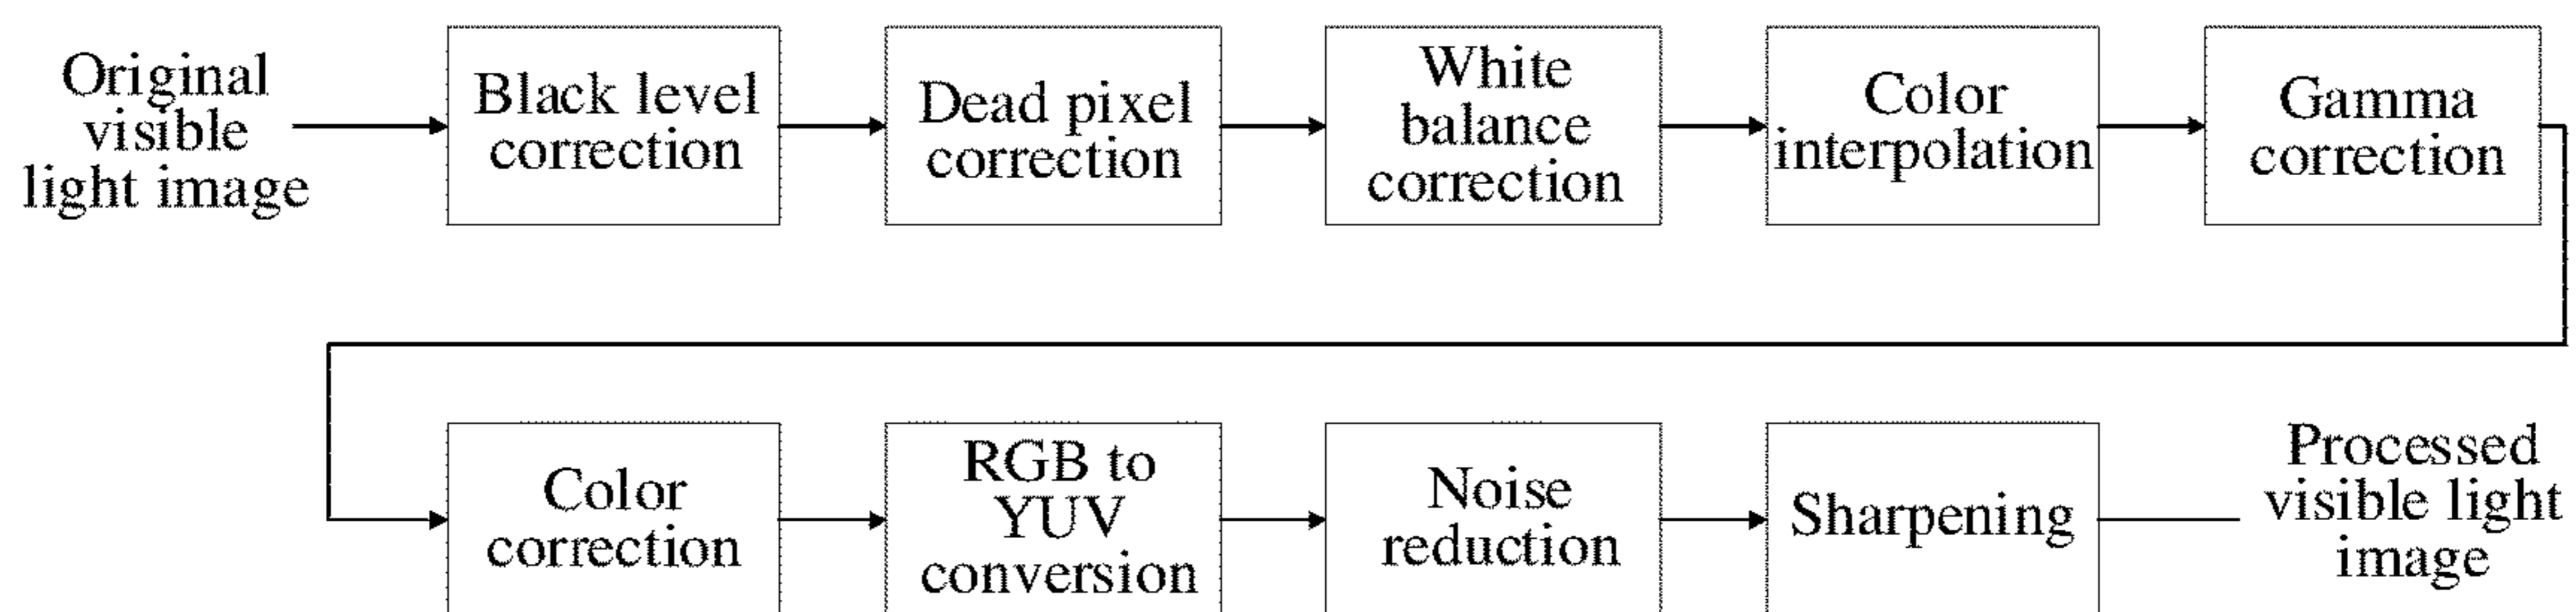 Original
visible
light image
Black level
correction
Dead pixel
correction
White
balance
correction
Color
interpolation
Gamma
correction
Color
correction
RGB to
YUV
conversion
Noise
reduction
Sharpening
Processed
visible light
image